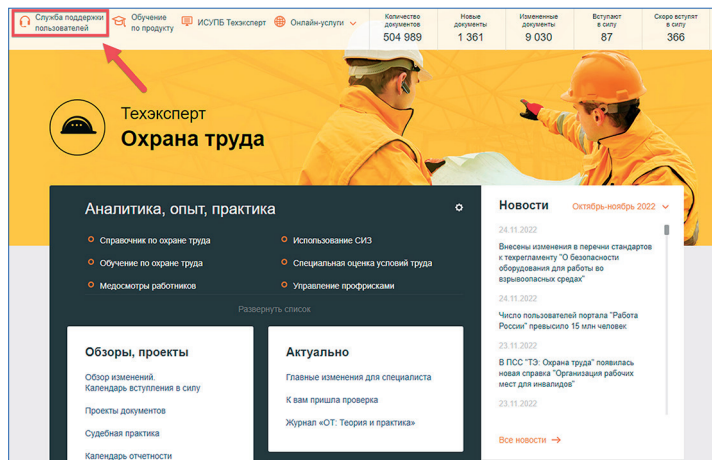 Служба поддержки
пользователей
Обучение
по продукту
ИСУПБ Техэксперт
Онлайн-услуги
Количество
документов
504 989
Новые
документы
1 361
Измененные
документы
9 030
Вступают
в силу
87
Скоро вступят
в силу
366
Техэксперт
Охрана труда
Аналитика, опыт, практика
Справочник по охране труда
Обучение по охране труда
Медосмотры работников
Использование СИЗ
Специальная оценка условий труда
Управление профрисками
Развернуть список
Обзоры, проекты
Обзор изменений.
Календарь вступления в силу
Проекты документов
Судебная практика
Календарь отчетности
Актуально
Главные изменения для специалиста
К вам пришла проверка
Журнал «ОТ: Теория и практика»
Новости
Октябрь-ноябрь 2022
24.11.2022
Внесены изменения в перечни стандартов
к техрегламенту "О безопасности
оборудования для работы во
взрывоопасных средах"
24.11.2022
Число пользователей портала "Работа
России" превысило 15 млн человек
23.11.2022
В ПСС "ТЭ: Охрана труда" появилась
новая справка "Организация рабочих
мест для инвалидов"
23.11.2022
Все новости →